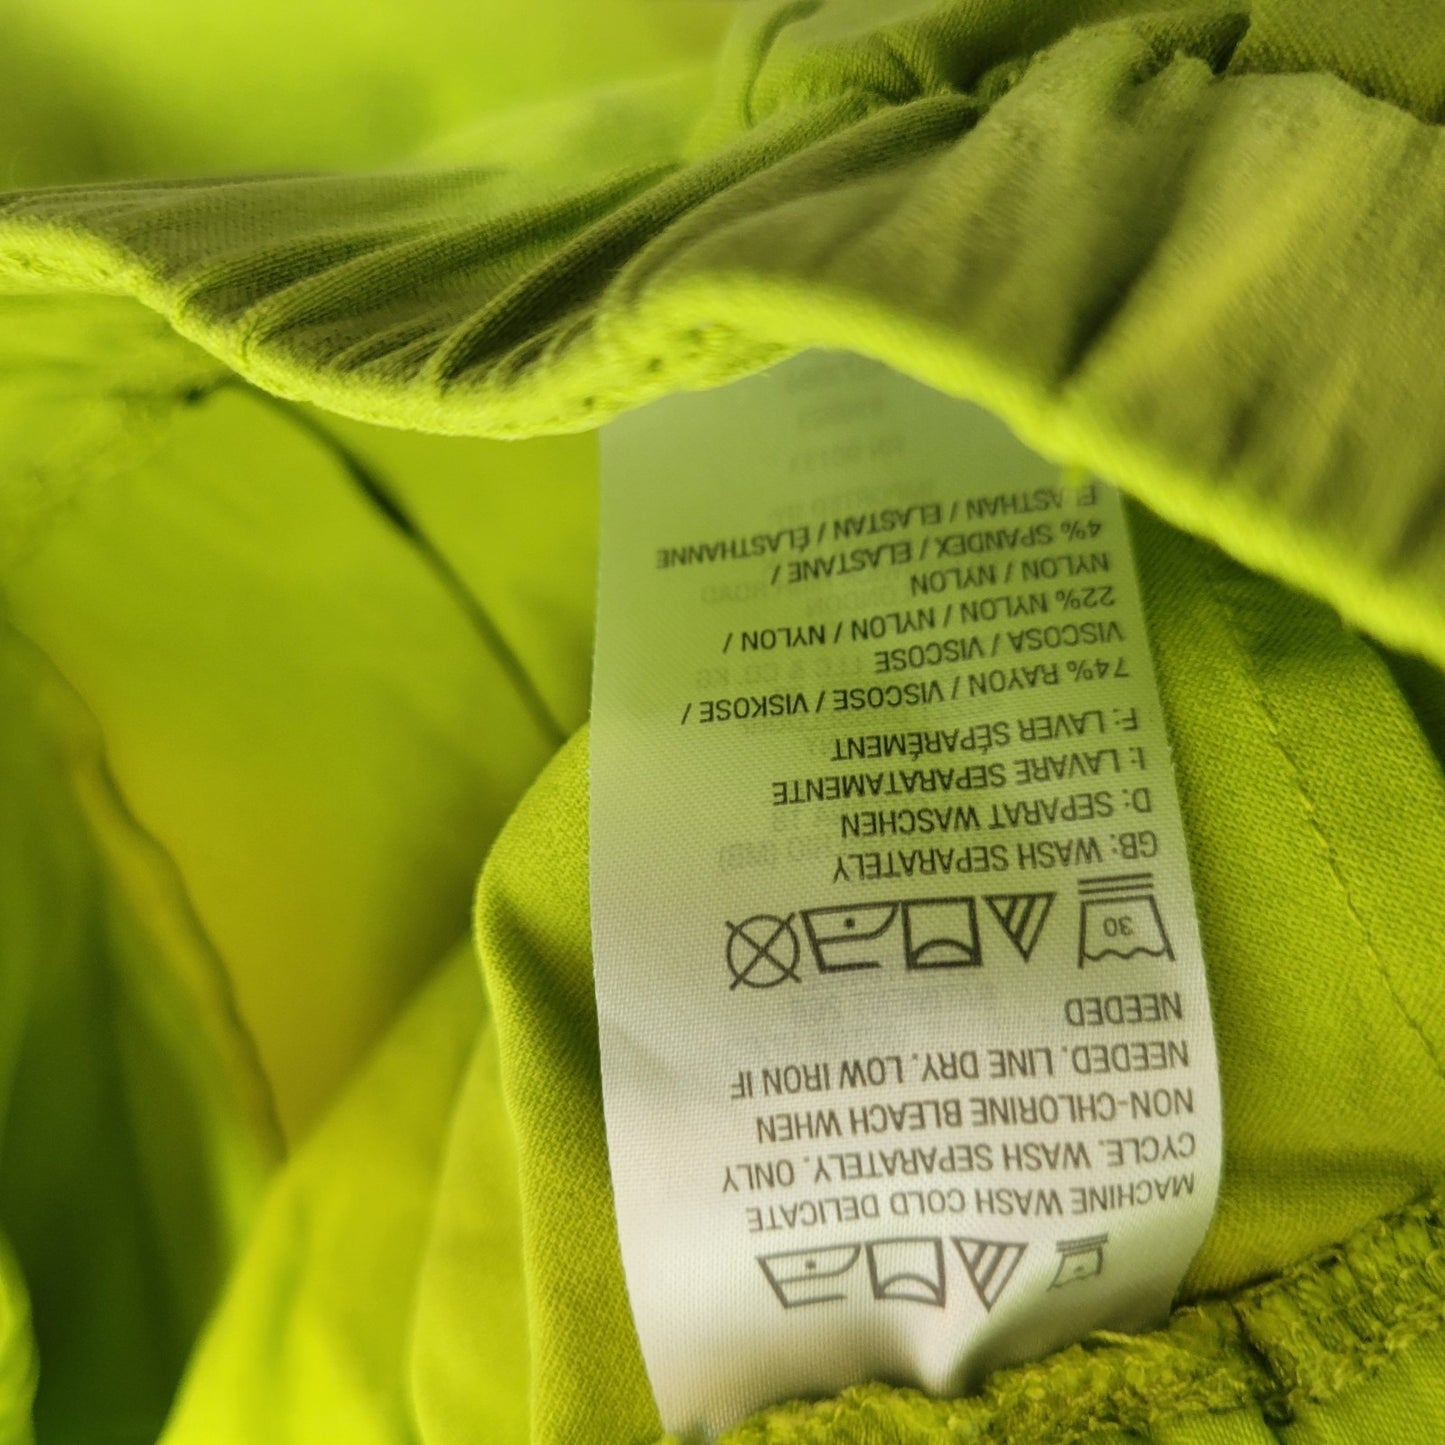 MACHINE WASH COLD DELICATE
CYCLE. WASH SEPARATELY. ONLY
NON-CHLORINE BLEACH WHEN
NEEDED. LINE DRY. LOW IRON IF
NEEDED
30
GB: WASH SEPARATELY
D: SEPARAT WASCHEN
I: LAVARE SEPARATAMENTE
F: LAVER SÉPARÉMENT
74% RAYON / VISCOSE / VISKOSE /
VISCOSA / VISCOSE
22% NYLON / NYLON / NYLON /
NYLON / NYLON
4% SPANDEX / ELASTANE /
ELASTHAN / ELASTAN / ÉLASTHANNE